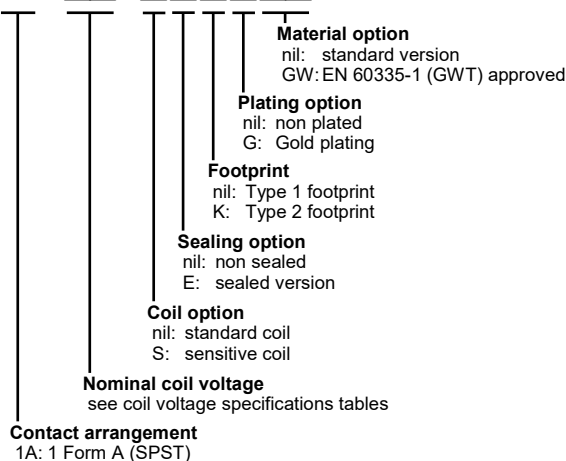 Material option
nil: standard version
GW: EN 60335-1 (GWT) approved
Plating option
nil: non plated
G: Gold plating
Footprint
nil: Type 1 footprint
K: Type 2 footprint
Sealing option
nil: non sealed
E: sealed version
Coil option
nil: standard coil
S: sensitive coil
Nominal coil voltage
see coil voltage specifications tables
Contact arrangement
1A: 1 Form A (SPST)